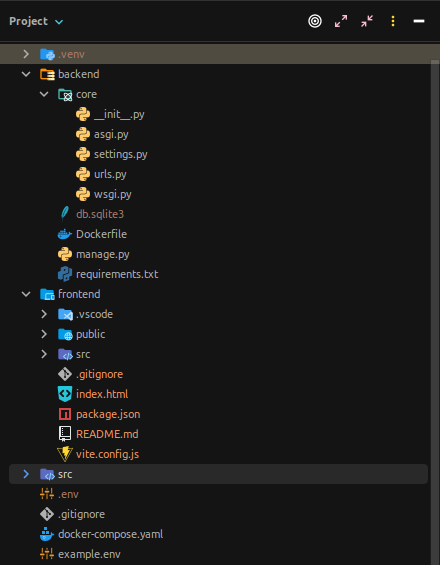 Project
.venv
backend
core
__init__.py
asgi.py
settings.py
urls.py
wsgi.py
db.sqlite3
Dockerfile
manage.py
requirements.txt
frontend
.vscode
public
src
.gitignore
index.html
package.json
README.md
vite.config.js
src
.env
.gitignore
docker-compose.yaml
example.env